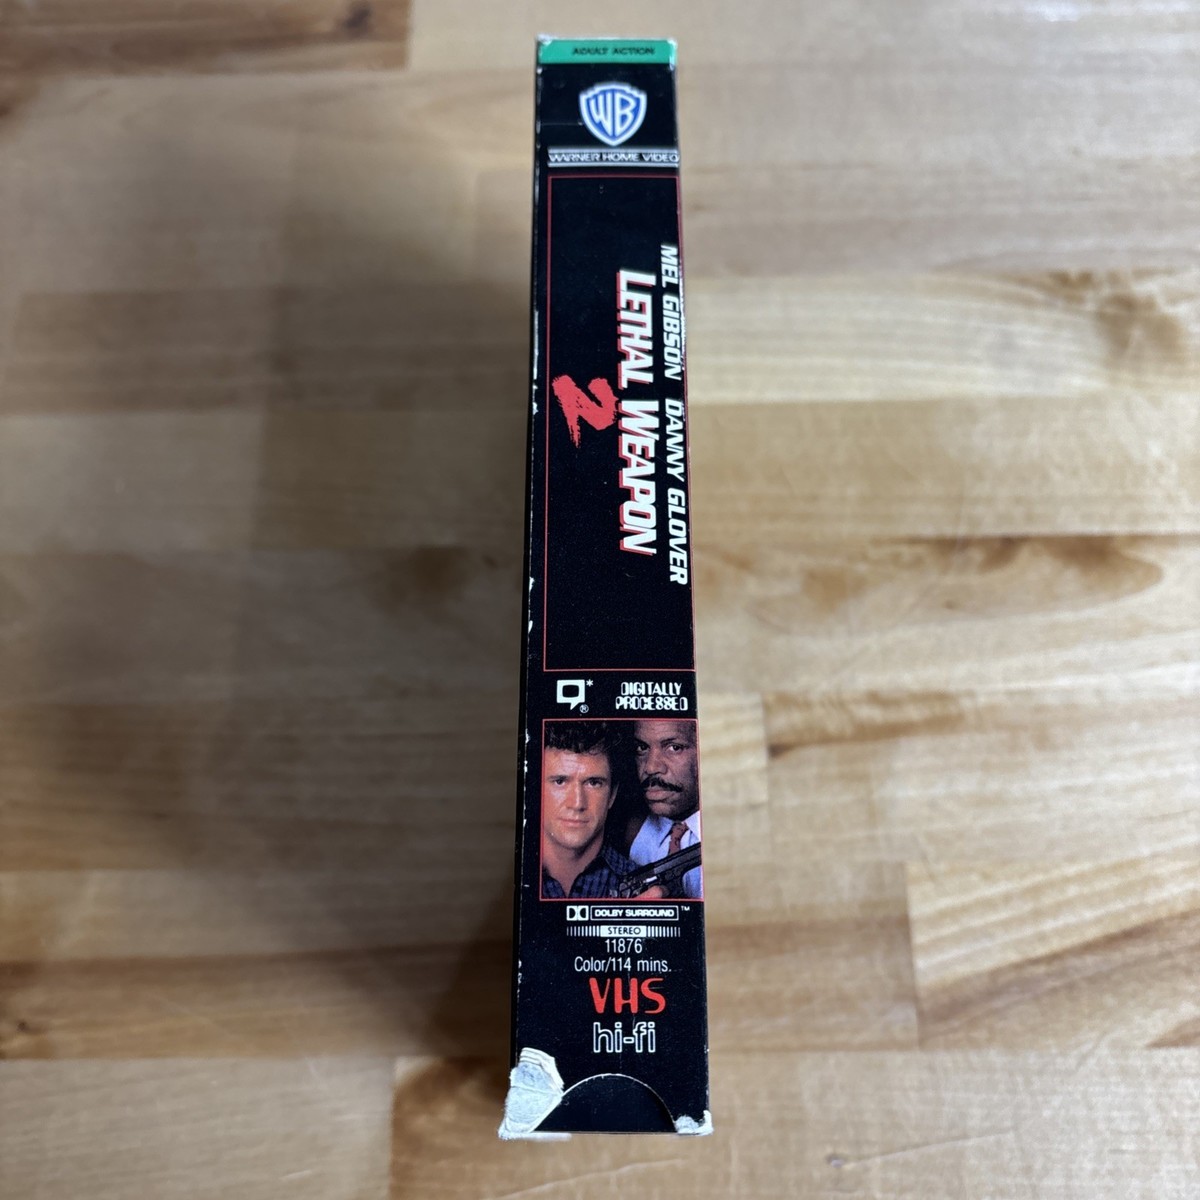 ADULT ACTION
WB
WARNER HOME VIDEO
MEL GIBSON DANNY GLOVER
LETHAL WEAPON
2
*
®
DIGITALLY
PROCESSED
DOLBY SURROUND ™
STEREO
11876
Color/114 mins.
VHS
hi-fi